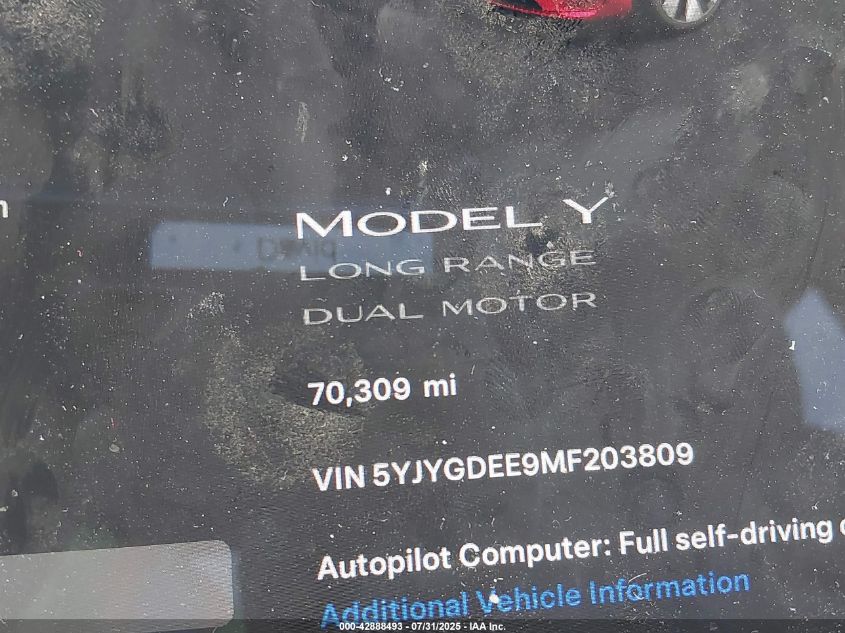 MODEL Y
LONG RANGE
DUAL MOTOR
70,309 mi
VIN 5YJYGDEE9MF203809
Autopilot Computer: Full self-driving
Additional Vehicle Information
000-42888493 - 07/31/2025 - IAA Inc.